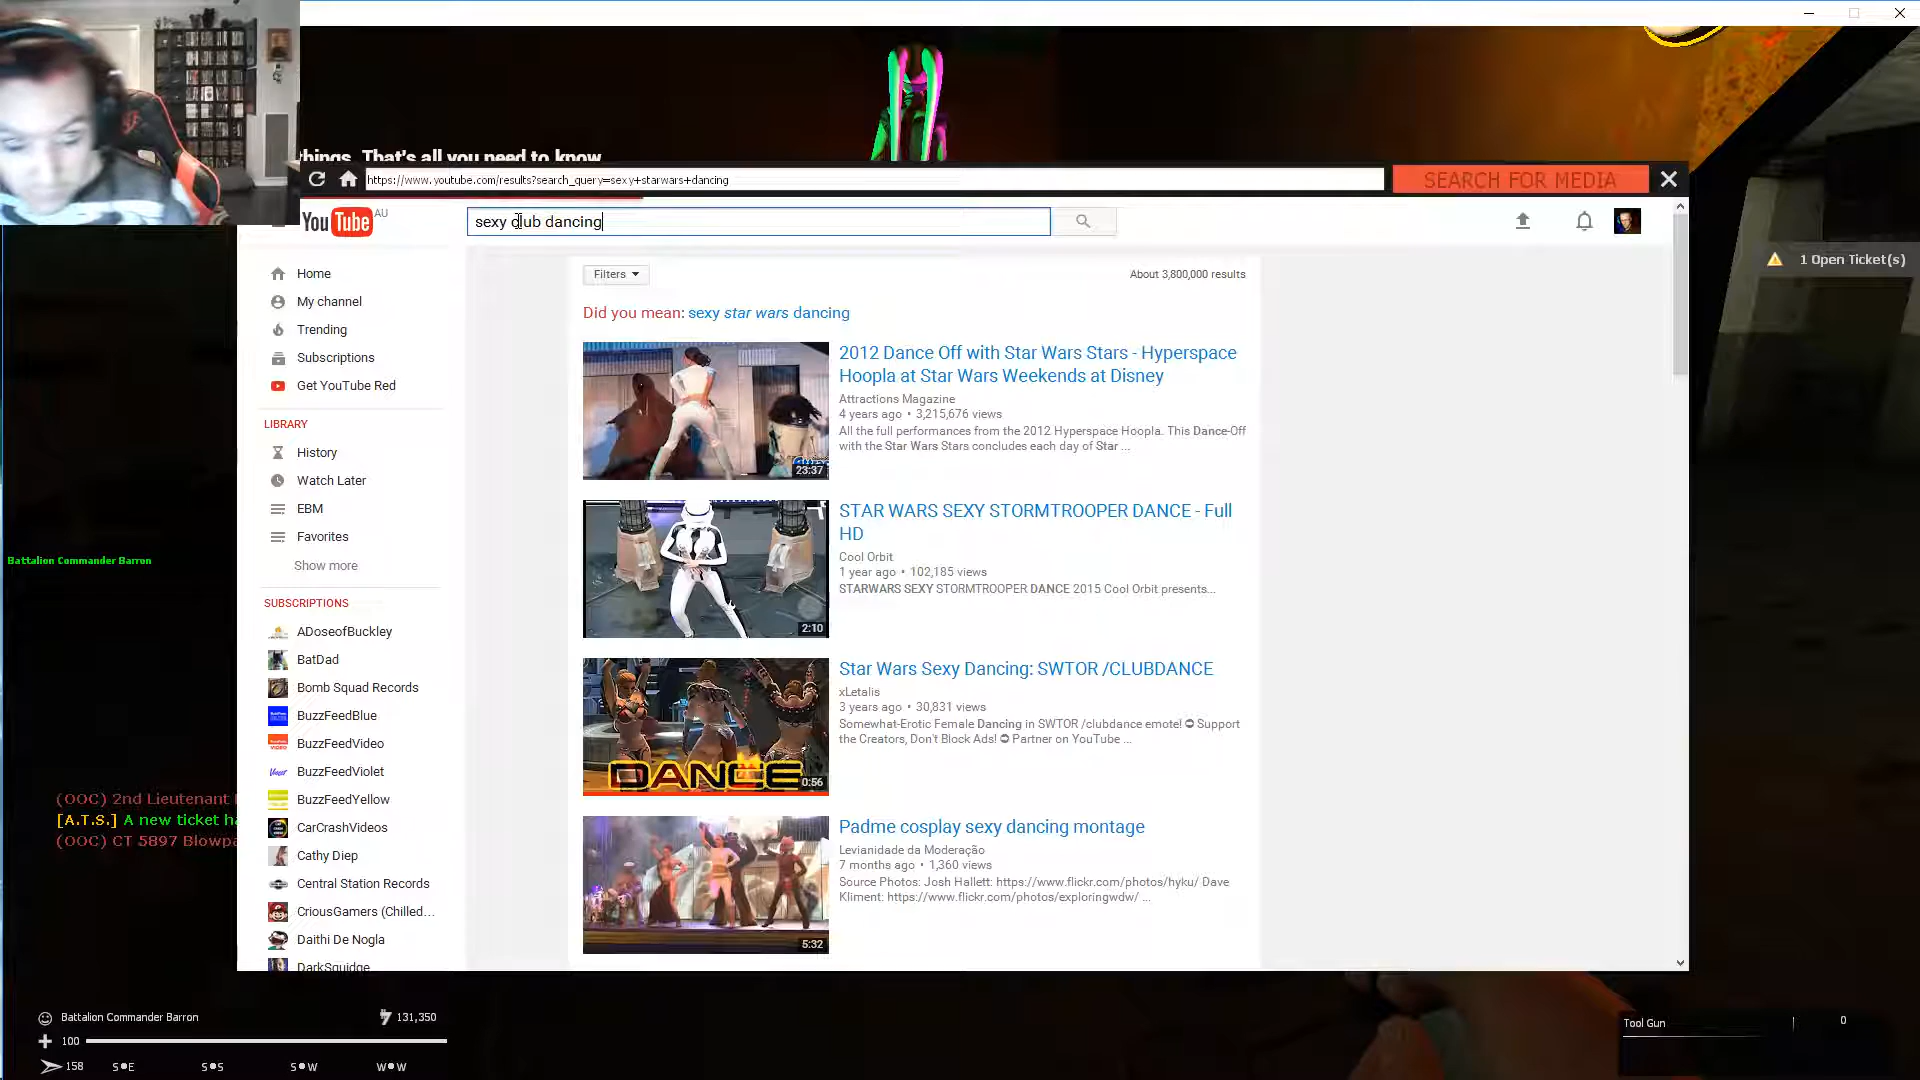 things. That's all you need to know
https://www.youtube.com/results?search_query=sexy+starwars+dancing
SEARCH FOR MEDIA
YouTube AU
sexy club dancing
1 Open Ticket(s)
Home
My channel
Trending
Subscriptions
Get YouTube Red
LIBRARY
History
Watch Later
EBM
Favorites
Show more
SUBSCRIPTIONS
ADoseofBuckley
BatDad
Bomb Squad Records
BuzzFeedBlue
BuzzFeedVideo
BuzzFeedViolet
BuzzFeedYellow
CarCrashVideos
Cathy Diep
Central Station Records
CriousGamers (Chilled...
Daithi De Nogla
DarkSquidge
Filters
About 3,800,000 results
Did you mean: sexy star wars dancing
2012 Dance Off with Star Wars Stars - Hyperspace
Hoopla at Star Wars Weekends at Disney
Attractions Magazine
4 years ago • 3,215,676 views
All the full performances from the 2012 Hyperspace Hoopla. This Dance-Off
with the Star Wars Stars concludes each day of Star ...
23:37
STAR WARS SEXY STORMTROOPER DANCE - Full
HD
Cool Orbit
1 year ago • 102,185 views
STARWARS SEXY STORMTROOPER DANCE 2015 Cool Orbit presents...
2:10
Star Wars Sexy Dancing: SWTOR /CLUBDANCE
xLetalis
3 years ago • 30,831 views
Somewhat-Erotic Female Dancing in SWTOR /clubdance emote! ➲ Support
the Creators, Don't Block Ads! ➲ Partner on YouTube ...
DANCE
0:56
Padme cosplay sexy dancing montage
Levianidade da Moderação
7 months ago • 1,360 views
Source Photos: Josh Hallett: https://www.flickr.com/photos/hyku/ Dave
Kliment: https://www.flickr.com/photos/exploringwdw/ ...
5:32
Battalion Commander Barron
(OOC) 2nd Lieutenant
[A.T.S.] A new ticket ha
(OOC) CT 5897 Blowpa
Battalion Commander Barron
131,350
100
158 S●E S●S S●W W●W
Tool Gun
0